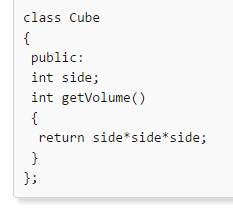 class Cube
{
 public:
 int side;
 int getVolume()
 {
  return side*side*side;
 }
};